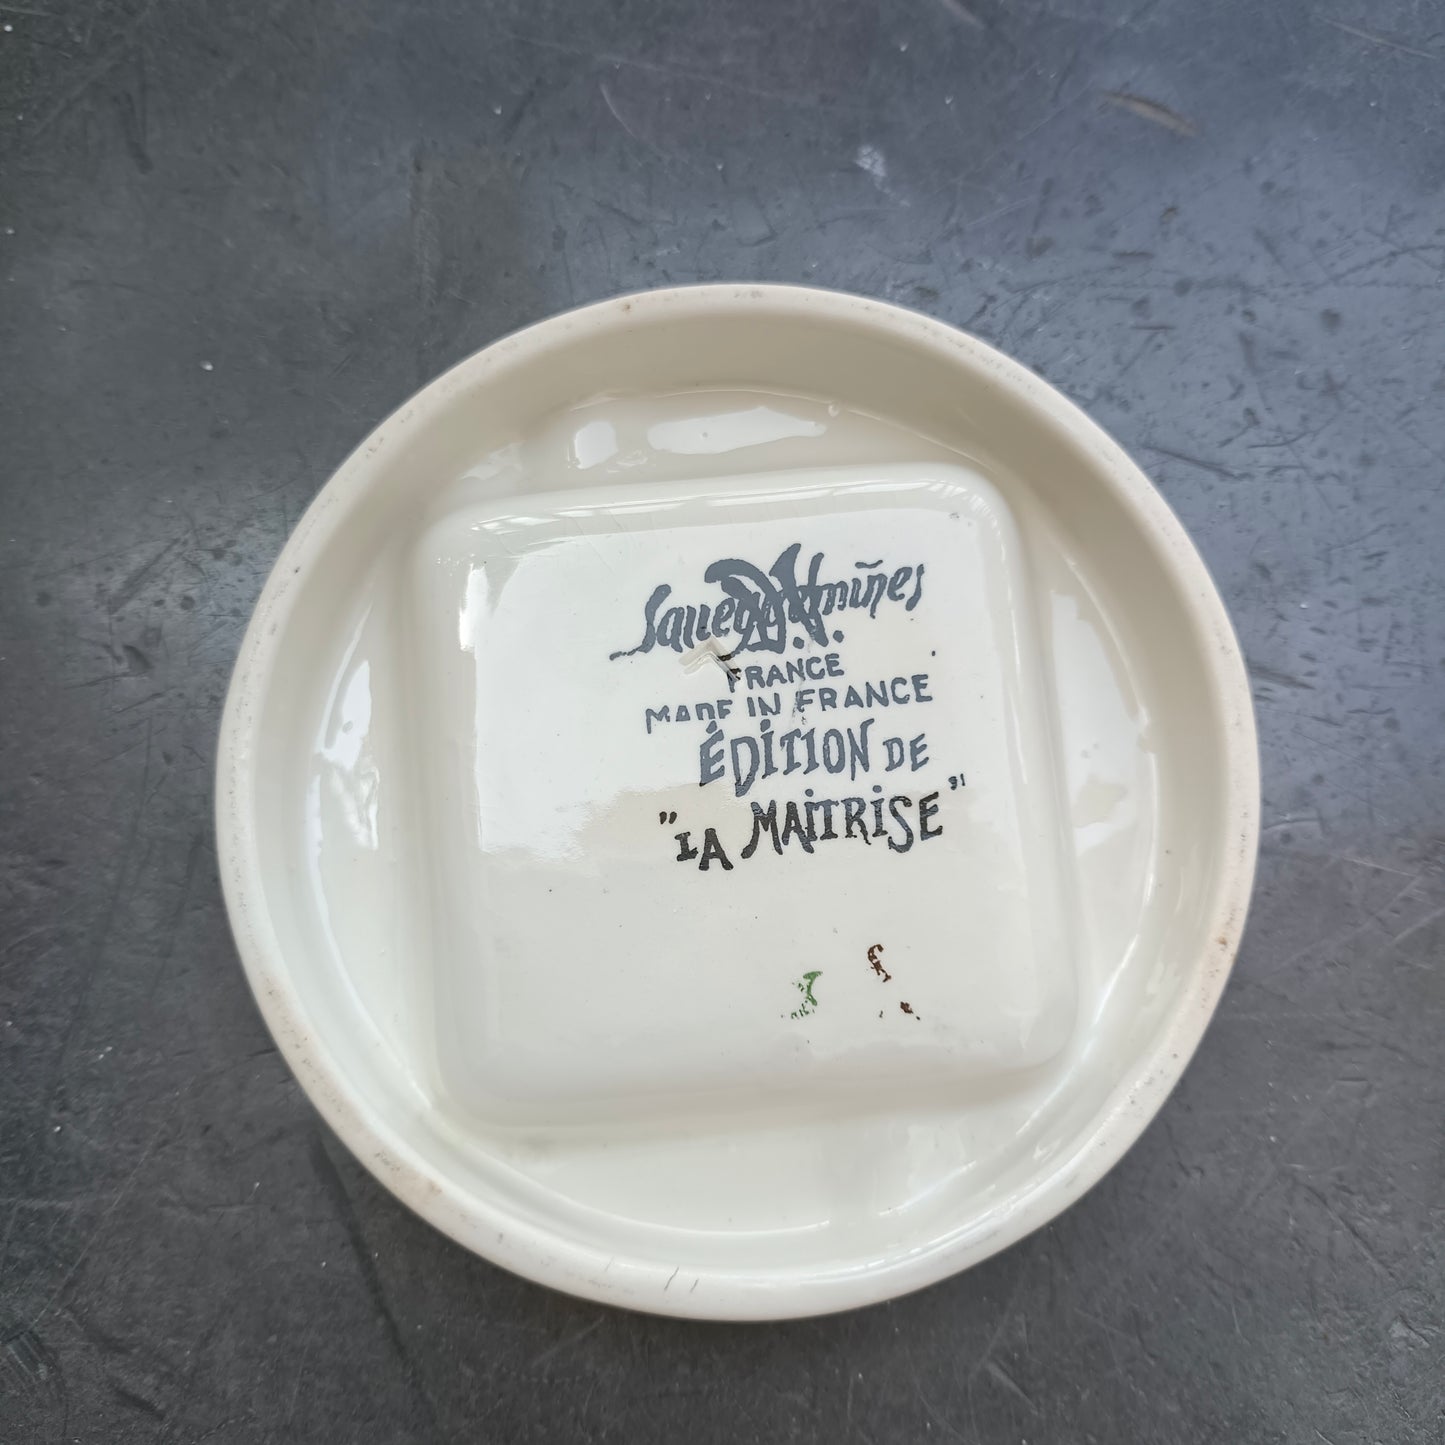 Sarreguemines
D.V.
FRANCE
MADE IN FRANCE
ÉDITION DE
"LA MAITRISE"